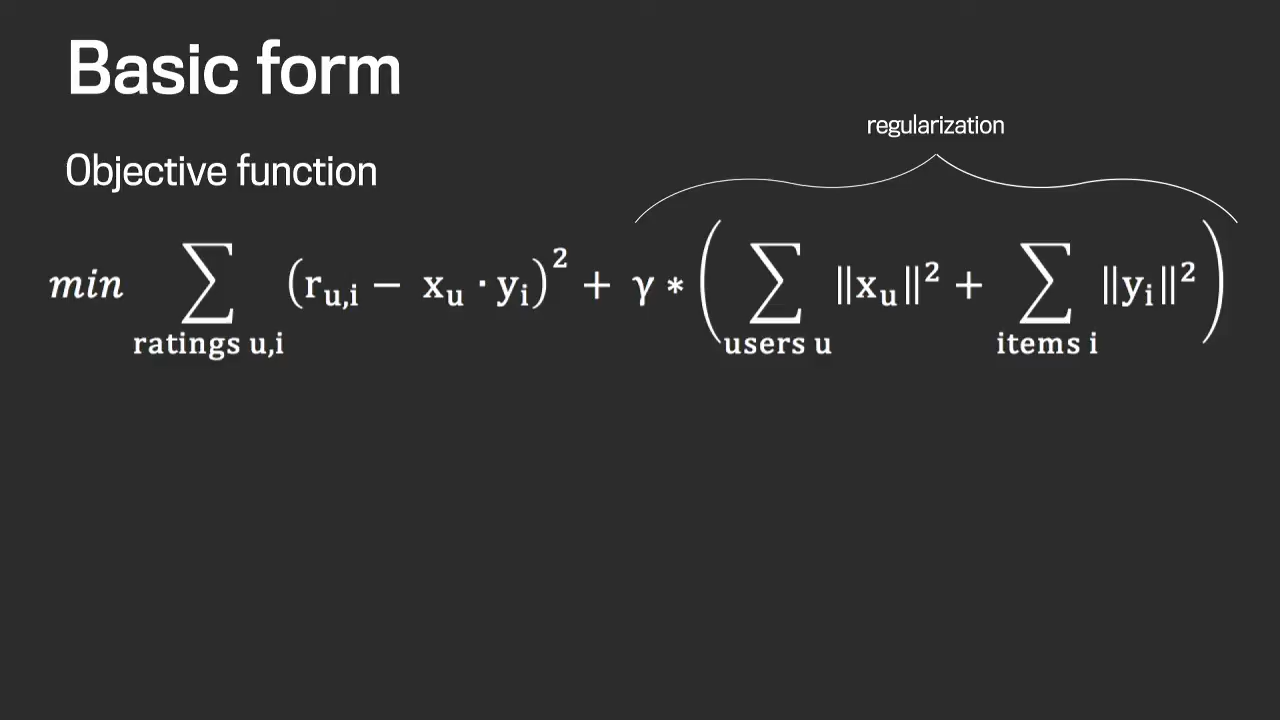 Basic form
regularization
Objective function
min ∑ (r_{u,i} − x_u · y_i)² + γ * (∑ ‖x_u‖² + ∑ ‖y_i‖²)
ratings u,i users u items i